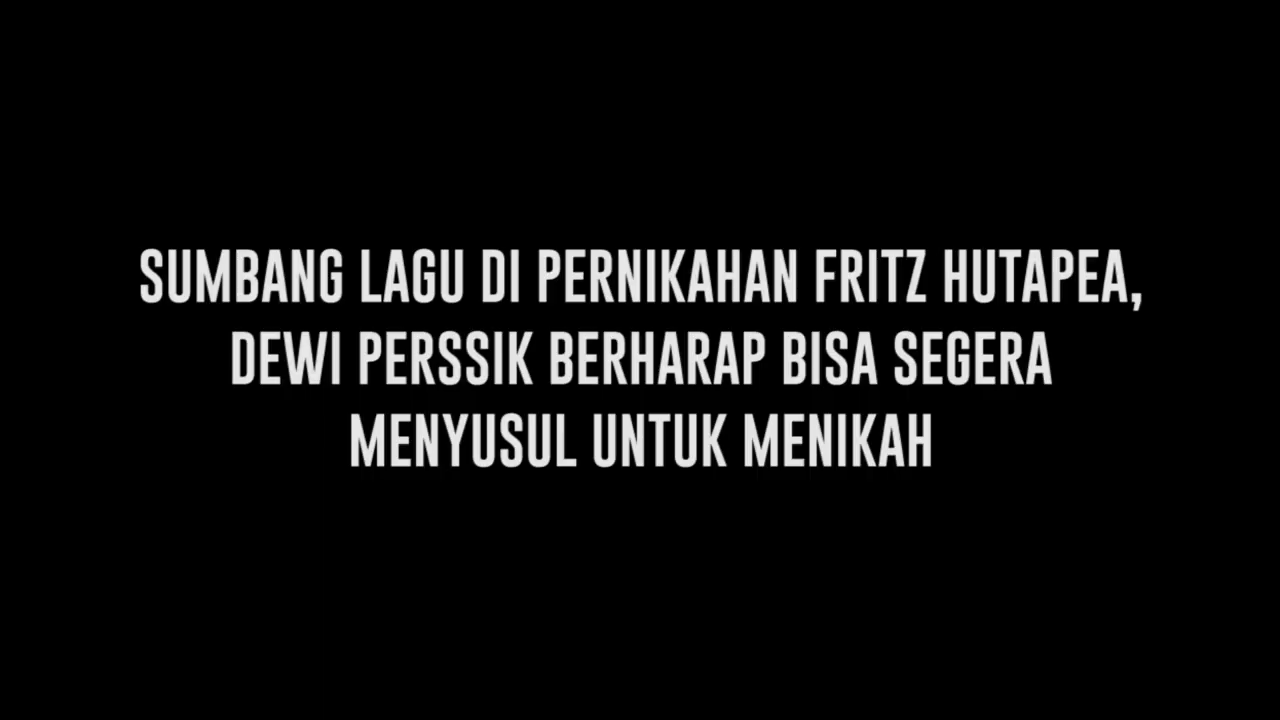 SUMBANG LAGU DI PERNIKAHAN FRITZ HUTAPEA,
DEWI PERSSIK BERHARAP BISA SEGERA
MENYUSUL UNTUK MENIKAH